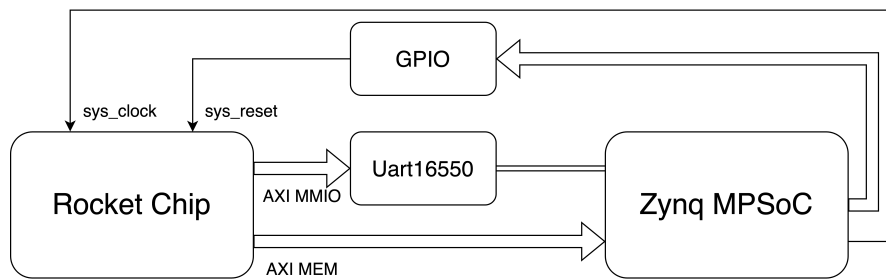 GPIO
sys_clock
sys_reset
Rocket Chip
AXI MMIO
Uart16550
Zynq MPSoC
AXI MEM